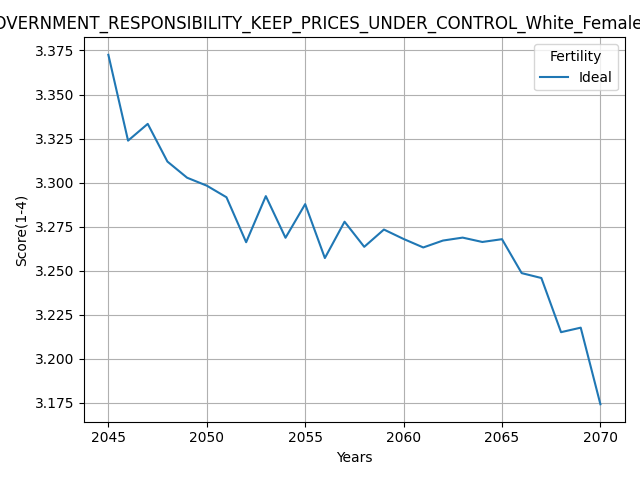 OVERNMENT_RESPONSIBILITY_KEEP_PRICES_UNDER_CONTROL_White_Female
Fertility
Ideal
3.375
3.350
3.325
3.300
3.275
3.250
3.225
3.200
3.175
Score(1-4)
2045 2050 2055 2060 2065 2070
Years